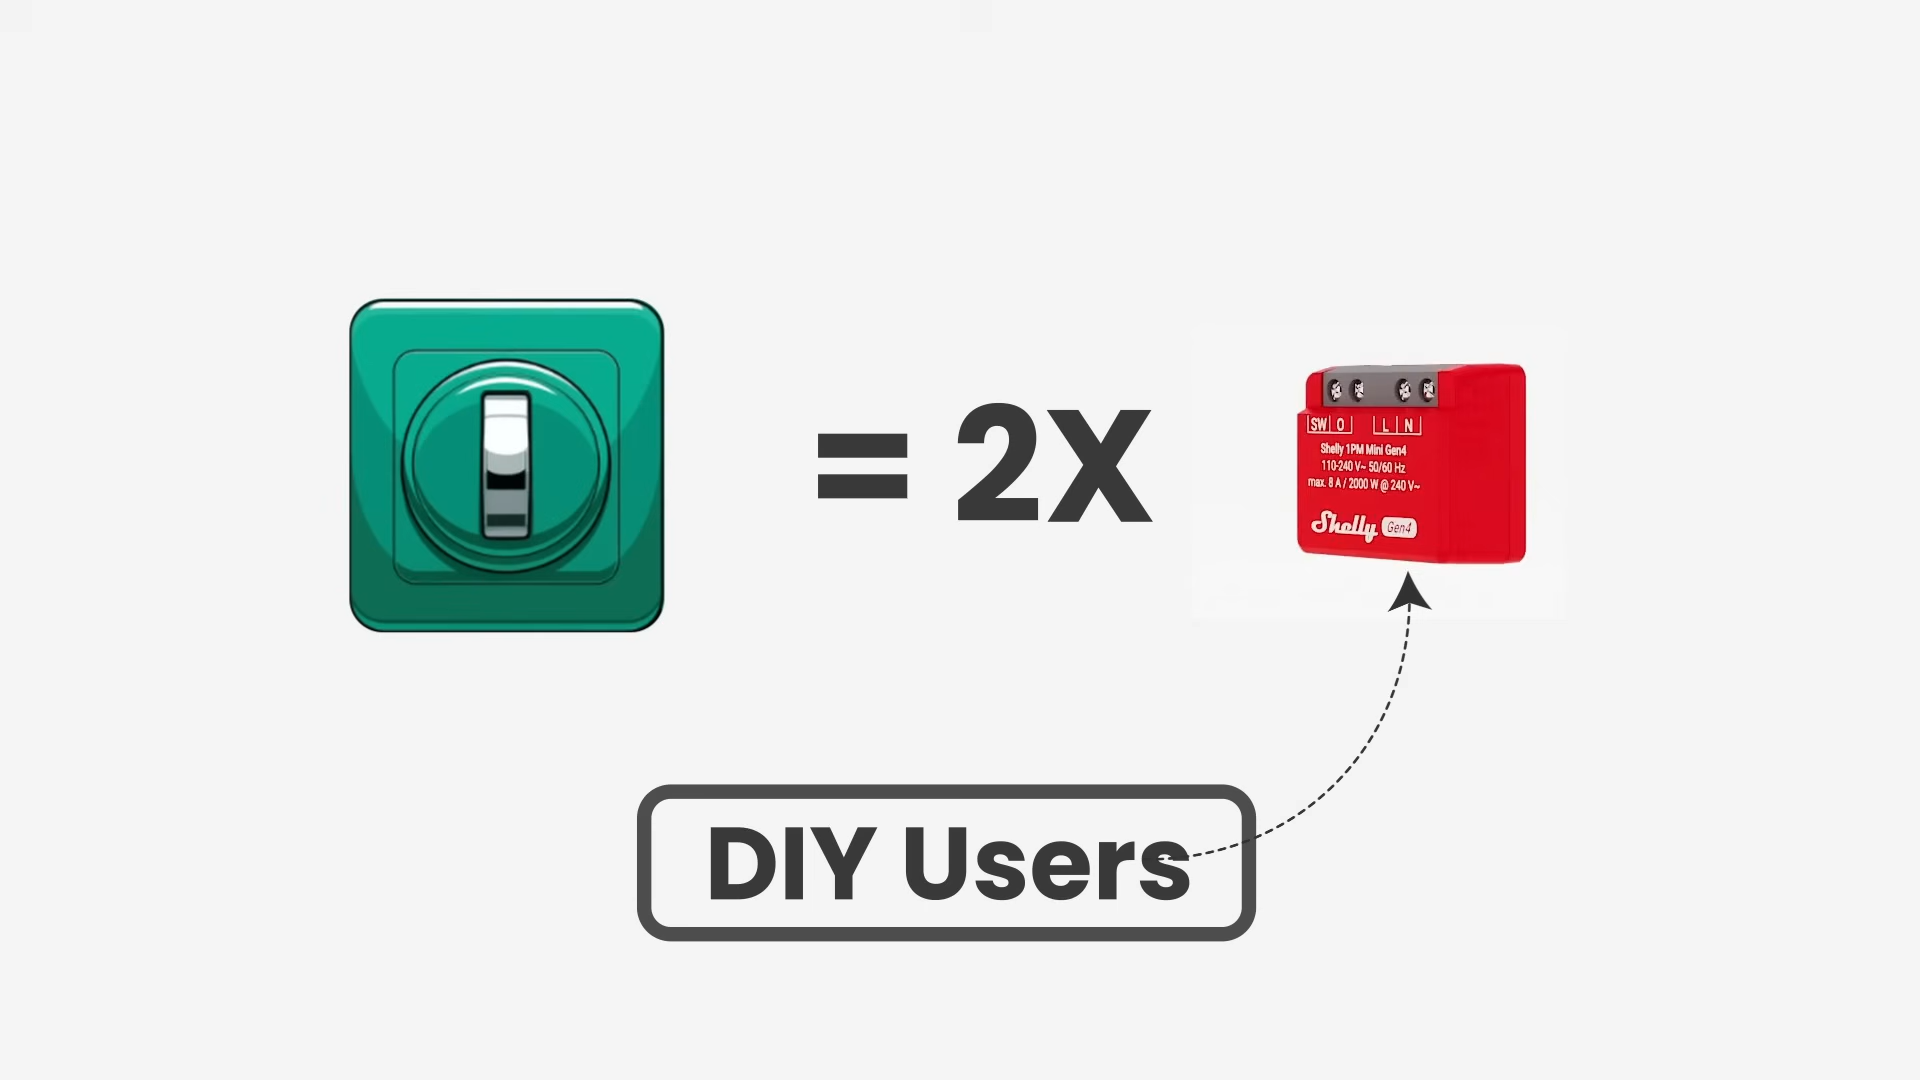 = 2X
SW O L N
Shelly 1PM Mini Gen4
110-240 V~ 50/60 Hz
max. 8 A / 2000 W @ 240 V~
Shelly Gen4
DIY Users